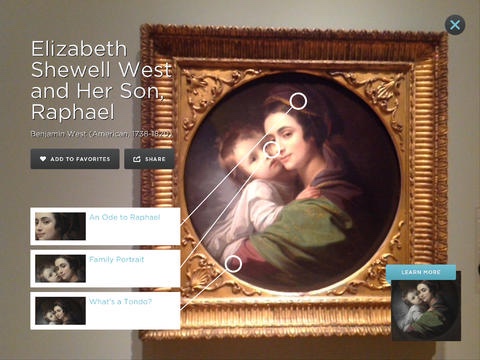 Elizabeth
Shewell West
and Her Son,
Raphael
Benjamin West (American, 1738-1820)
ADD TO FAVORITES
SHARE
An Ode to Raphael
Family Portrait
What's a Tondo?
LEARN MORE